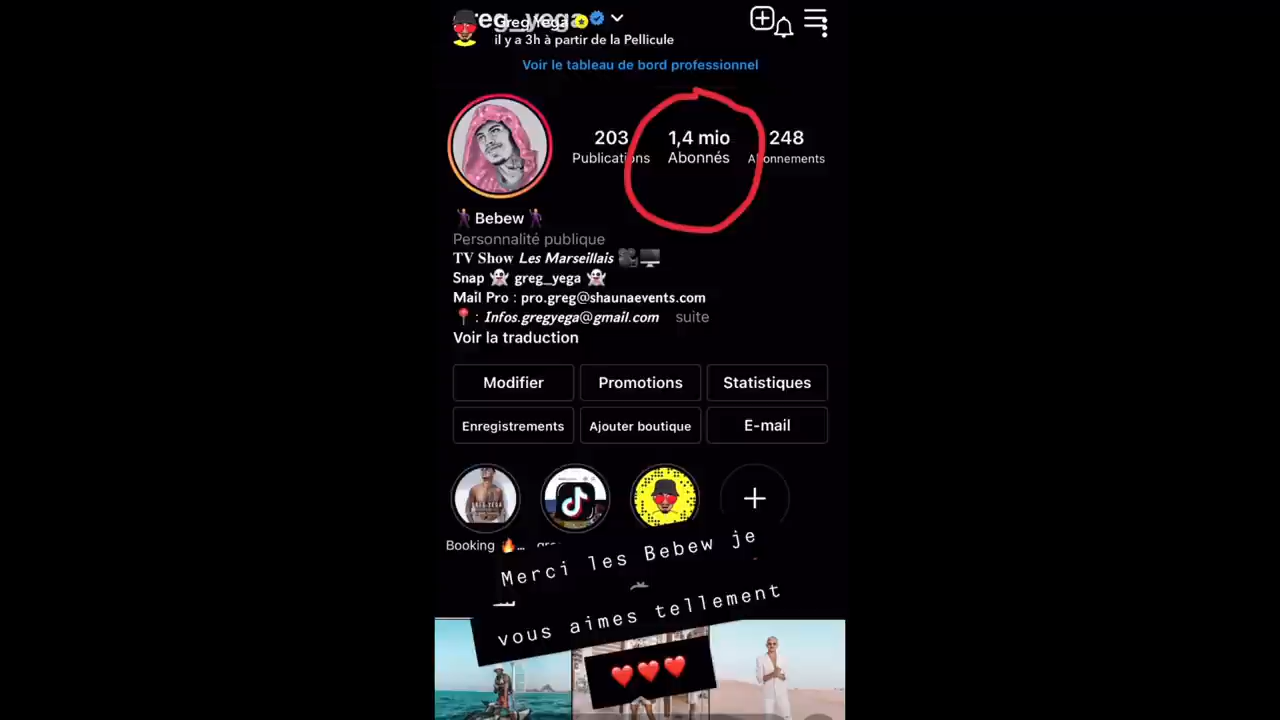 greg_yega
Greg Yega
il y a 3h à partir de la Pellicule
Voir le tableau de bord professionnel
203 1,4 mio 248
Publications Abonnés Abonnements
🕺Bebew🕺
Personnalité publique
TV Show Les Marseillais 🎥🖥️
Snap 👻 greg_yega 👻
Mail Pro : pro.greg@shaunaevents.com
📍 : Infos.gregyega@gmail.com suite
Voir la traduction
Modifier Promotions Statistiques
Enregistrements Ajouter boutique E-mail
Booking 🔥...
Merci les Bebew je
vous aimes tellement
❤️❤️❤️